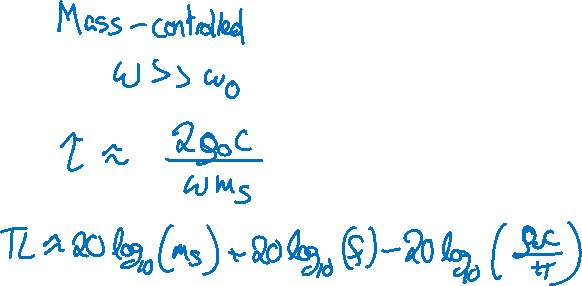 Mass-controlled
ω >> ω₀
τ ≈ 2ρ₀c / ωmₛ
TL ≈ 20 log₁₀(mₛ) + 20 log₁₀(f) - 20 log₁₀(ρ₀c / π)